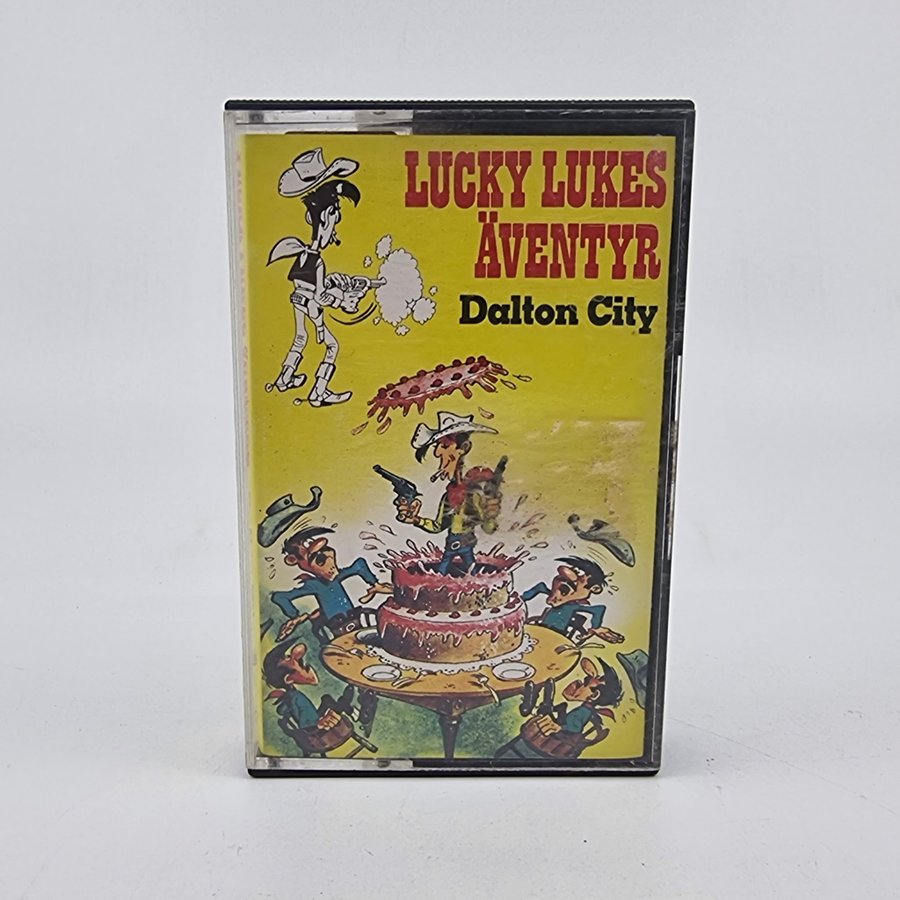 LUCKY LUKES
ÄVENTYR
Dalton City